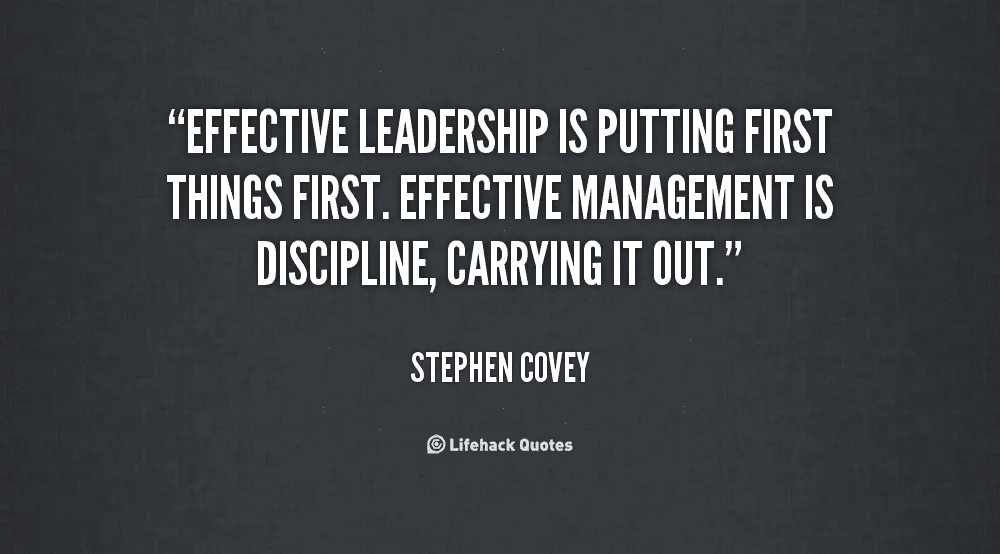 “EFFECTIVE LEADERSHIP IS PUTTING FIRST
THINGS FIRST. EFFECTIVE MANAGEMENT IS
DISCIPLINE, CARRYING IT OUT.”
STEPHEN COVEY
Lifehack Quotes